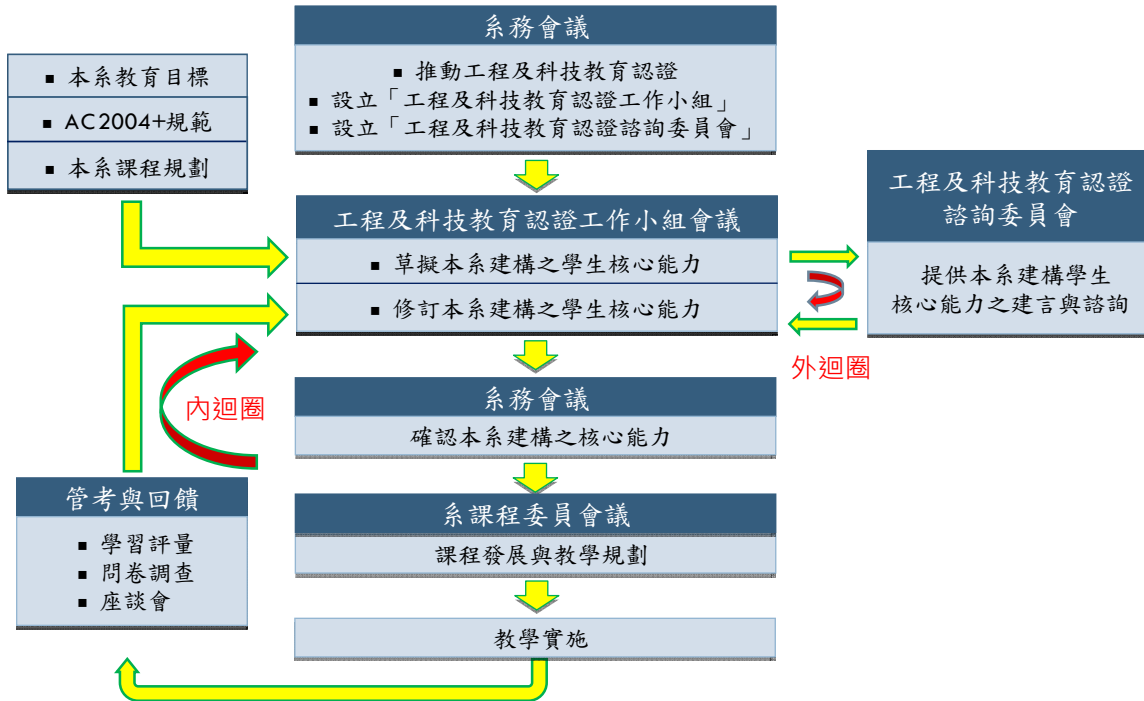 系務會議
▪ 推動工程及科技教育認證
▪ 設立「工程及科技教育認證工作小組」
▪ 設立「工程及科技教育認證諮詢委員會」
▪ 本系教育目標
▪ AC2004+規範
▪ 本系課程規劃
工程及科技教育認證工作小組會議
▪ 草擬本系建構之學生核心能力
▪ 修訂本系建構之學生核心能力
工程及科技教育認證
諮詢委員會
提供本系建構學生
核心能力之建言與諮詢
外迴圈
內迴圈
系務會議
確認本系建構之核心能力
系課程委員會議
課程發展與教學規劃
教學實施
管考與回饋
▪ 學習評量
▪ 問卷調查
▪ 座談會